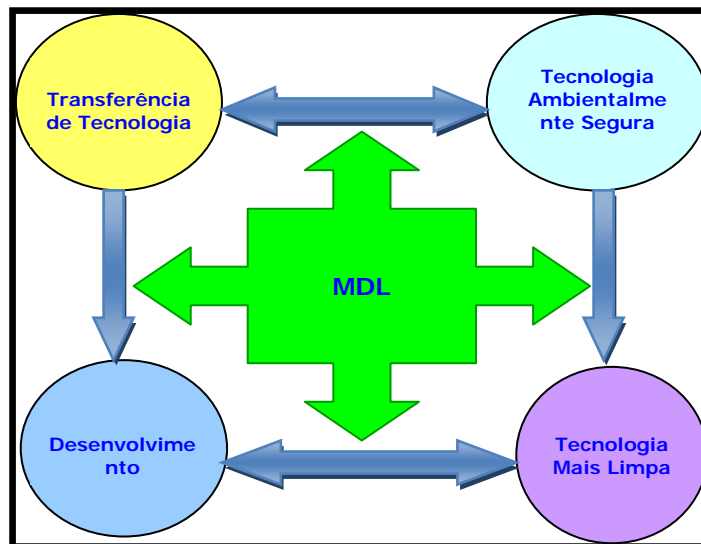 Transferência
de Tecnologia
Tecnologia
Ambientalme
nte Segura
MDL
Desenvolvime
nto
Tecnologia
Mais Limpa